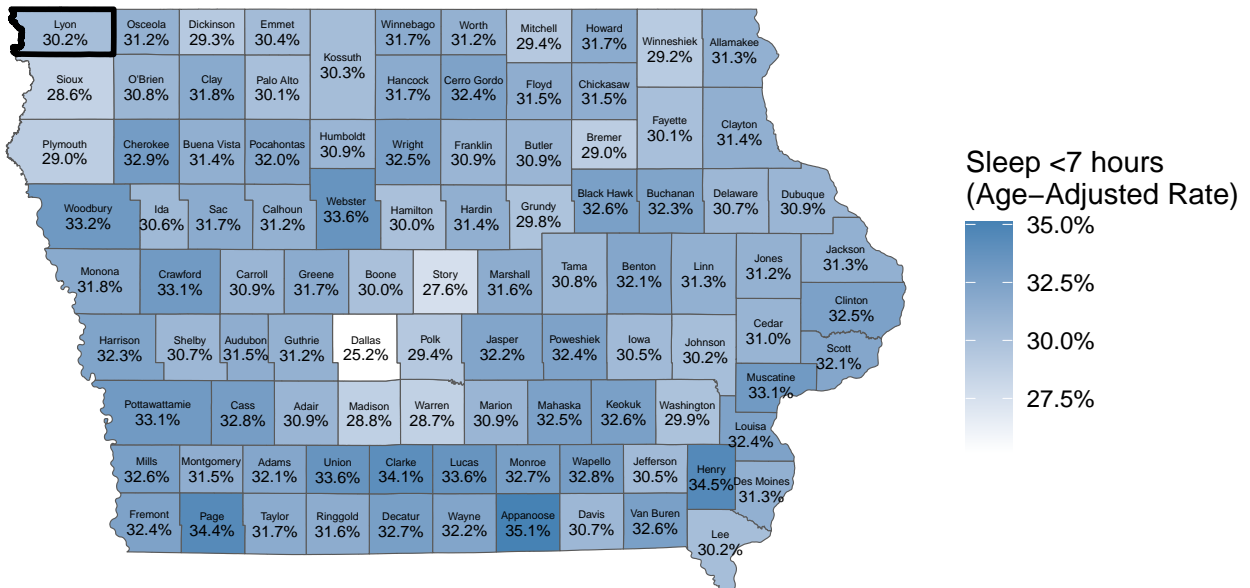 Lyon
30.2%
Osceola
31.2%
Dickinson
29.3%
Emmet
30.4%
Kossuth
30.3%
Winnebago
31.7%
Worth
31.2%
Mitchell
29.4%
Howard
31.7%
Winneshiek
29.2%
Allamakee
31.3%
Sioux
28.6%
O'Brien
30.8%
Clay
31.8%
Palo Alto
30.1%
Hancock
31.7%
Cerro Gordo
32.4%
Floyd
31.5%
Chickasaw
31.5%
Fayette
30.1%
Clayton
31.4%
Plymouth
29.0%
Cherokee
32.9%
Buena Vista
31.4%
Pocahontas
32.0%
Humboldt
30.9%
Wright
32.5%
Franklin
30.9%
Butler
30.9%
Bremer
29.0%
Woodbury
33.2%
Ida
30.6%
Sac
31.7%
Calhoun
31.2%
Webster
33.6%
Hamilton
30.0%
Hardin
31.4%
Grundy
29.8%
Black Hawk
32.6%
Buchanan
32.3%
Delaware
30.7%
Dubuque
30.9%
Monona
31.8%
Crawford
33.1%
Carroll
30.9%
Greene
31.7%
Boone
30.0%
Story
27.6%
Marshall
31.6%
Tama
30.8%
Benton
32.1%
Linn
31.3%
Jones
31.2%
Jackson
31.3%
Clinton
32.5%
Harrison
32.3%
Shelby
30.7%
Audubon
31.5%
Guthrie
31.2%
Dallas
25.2%
Polk
29.4%
Jasper
32.2%
Poweshiek
32.4%
Iowa
30.5%
Johnson
30.2%
Cedar
31.0%
Scott
32.1%
Muscatine
33.1%
Pottawattamie
33.1%
Cass
32.8%
Adair
30.9%
Madison
28.8%
Warren
28.7%
Marion
30.9%
Mahaska
32.5%
Keokuk
32.6%
Washington
29.9%
Louisa
32.4%
Mills
32.6%
Montgomery
31.5%
Adams
32.1%
Union
33.6%
Clarke
34.1%
Lucas
33.6%
Monroe
32.7%
Wapello
32.8%
Jefferson
30.5%
Henry
34.5%
Des Moines
31.3%
Fremont
32.4%
Page
34.4%
Taylor
31.7%
Ringgold
31.6%
Decatur
32.7%
Wayne
32.2%
Appanoose
35.1%
Davis
30.7%
Van Buren
32.6%
Lee
30.2%
Sleep <7 hours
(Age−Adjusted Rate)
35.0%
32.5%
30.0%
27.5%